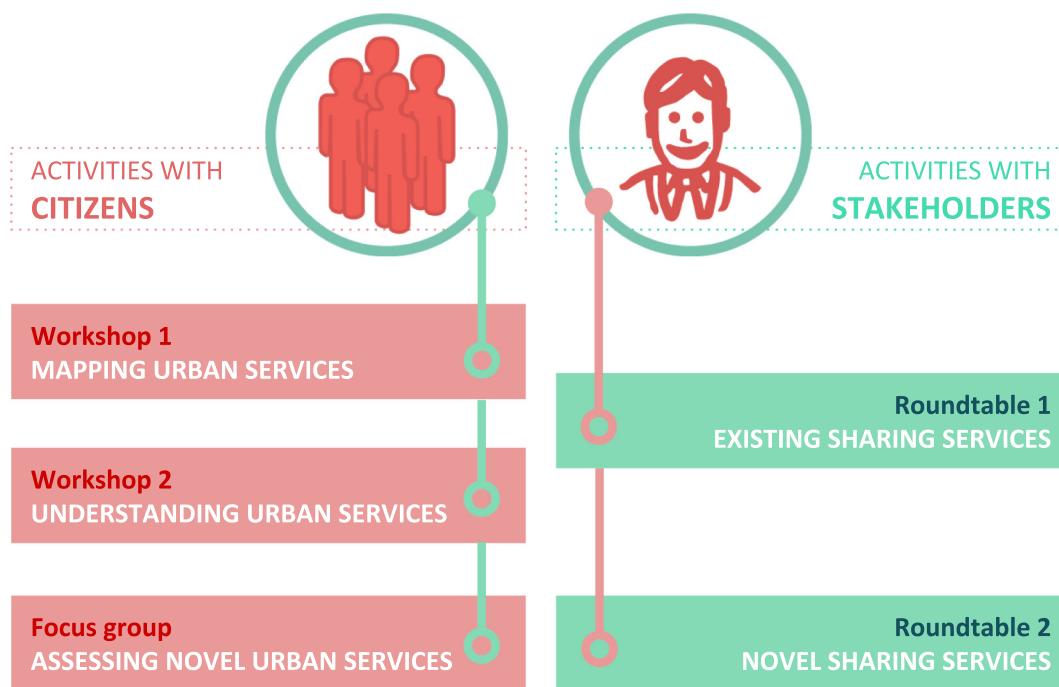 ACTIVITIES WITH
CITIZENS
Workshop 1
MAPPING URBAN SERVICES
Workshop 2
UNDERSTANDING URBAN SERVICES
Focus group
ASSESSING NOVEL URBAN SERVICES
ACTIVITIES WITH
STAKEHOLDERS
Roundtable 1
EXISTING SHARING SERVICES
Roundtable 2
NOVEL SHARING SERVICES